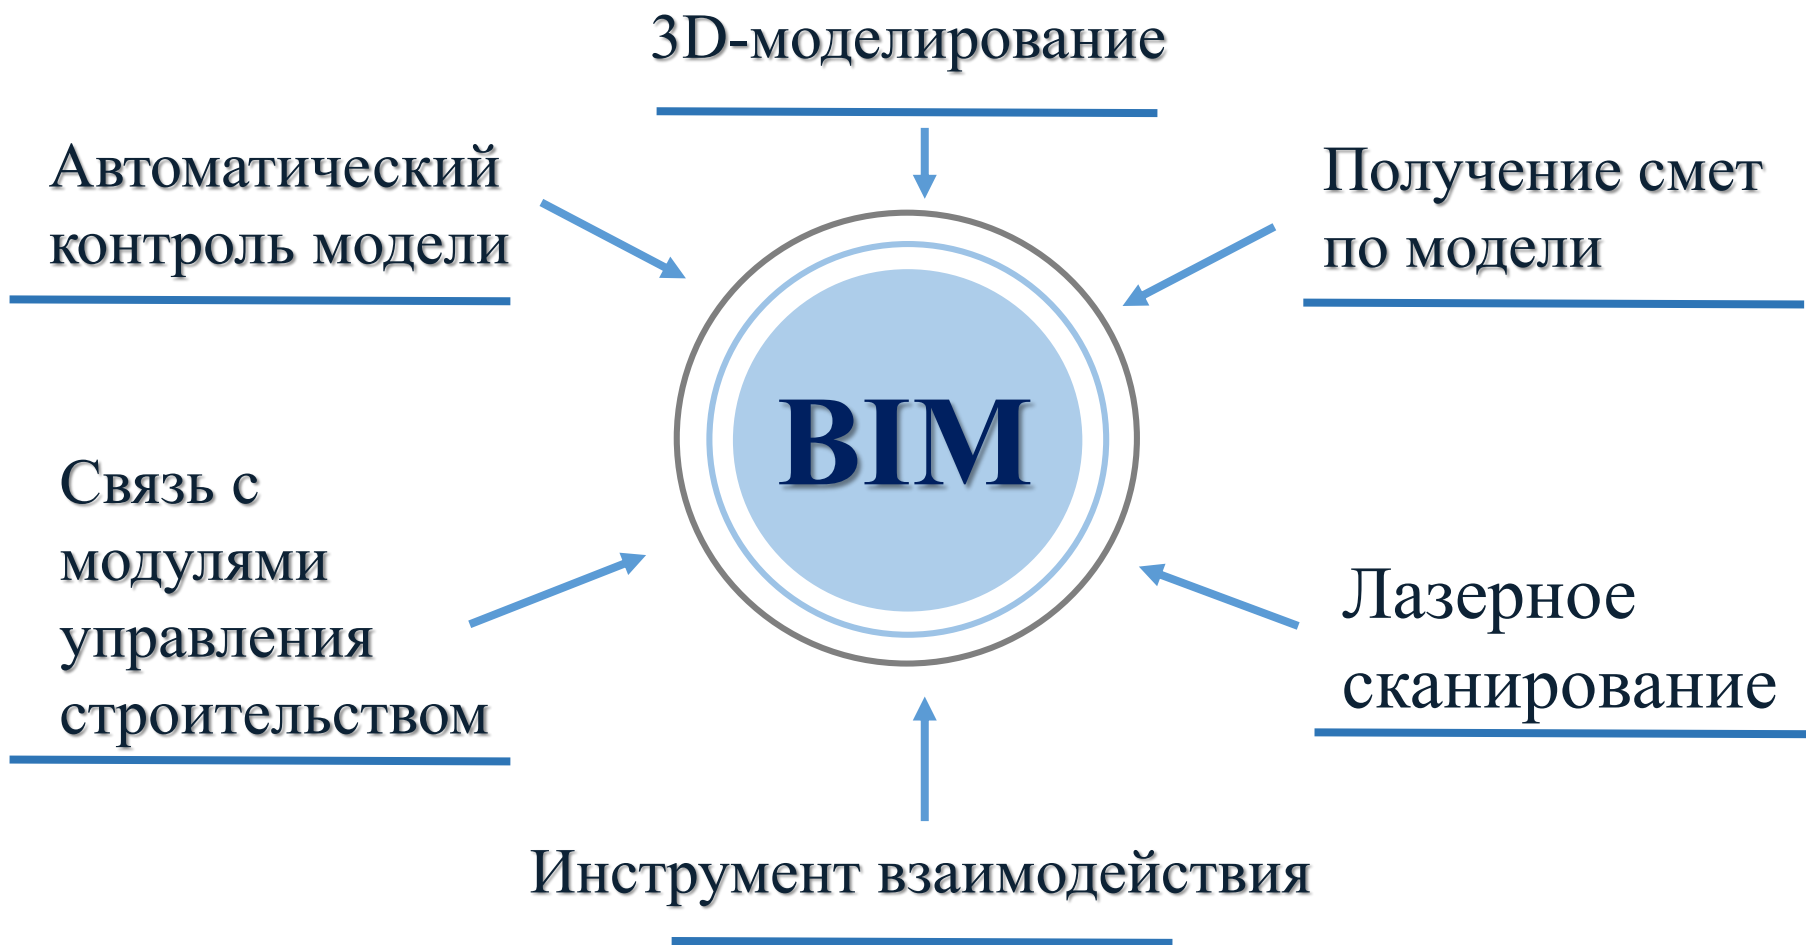 3D-моделирование
Автоматический
контроль модели
Получение смет
по модели
BIM
Связь с
модулями
управления
строительством
Лазерное
сканирование
Инструмент взаимодействия